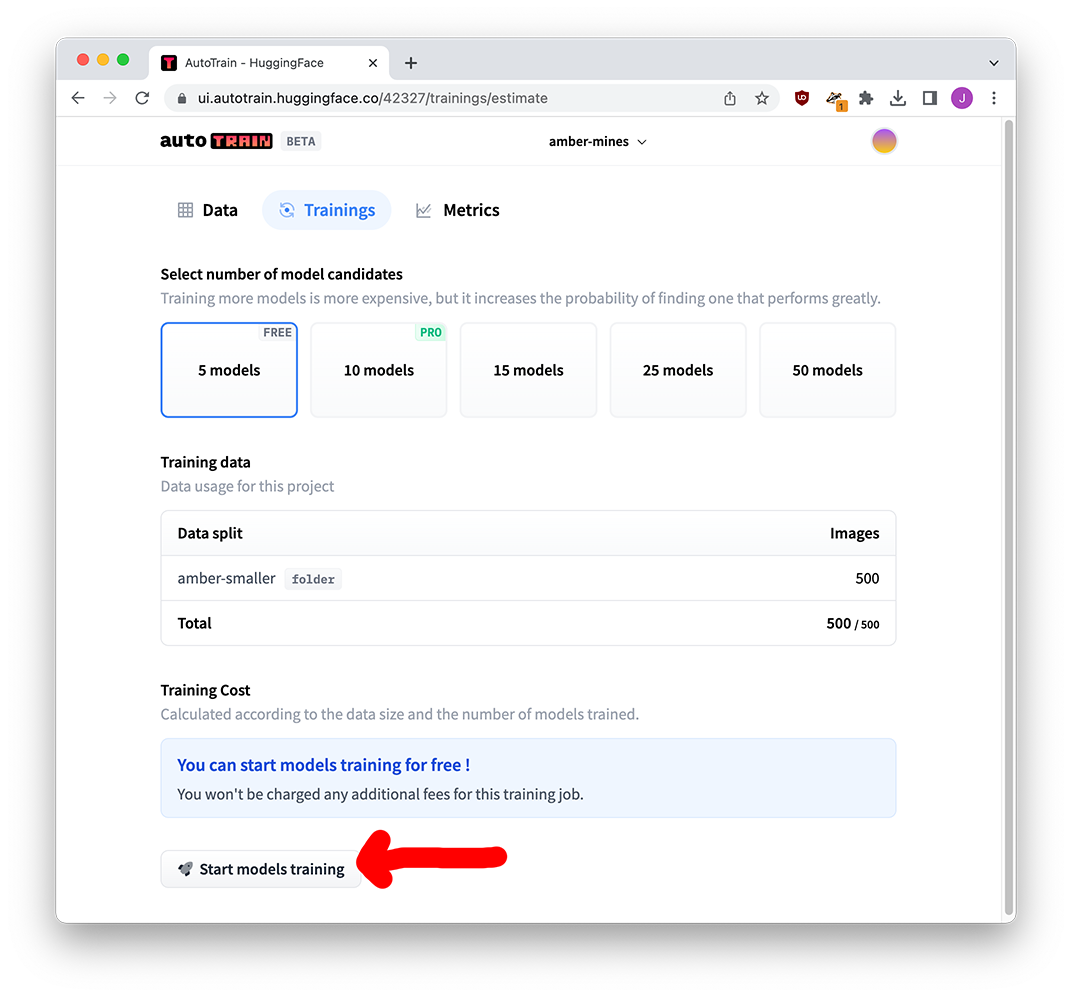 AutoTrain - HuggingFace
ui.autotrain.huggingface.co/42327/trainings/estimate
1
J
auto TRAIN BETA
amber-mines
Data
Trainings
Metrics
Select number of model candidates
Training more models is more expensive, but it increases the probability of finding one that performs greatly.
FREE
5 models
PRO
10 models
15 models
25 models
50 models
Training data
Data usage for this project
Data split Images
amber-smaller folder 500
Total 500 / 500
Training Cost
Calculated according to the data size and the number of models trained.
You can start models training for free !
You won't be charged any additional fees for this training job.
Start models training